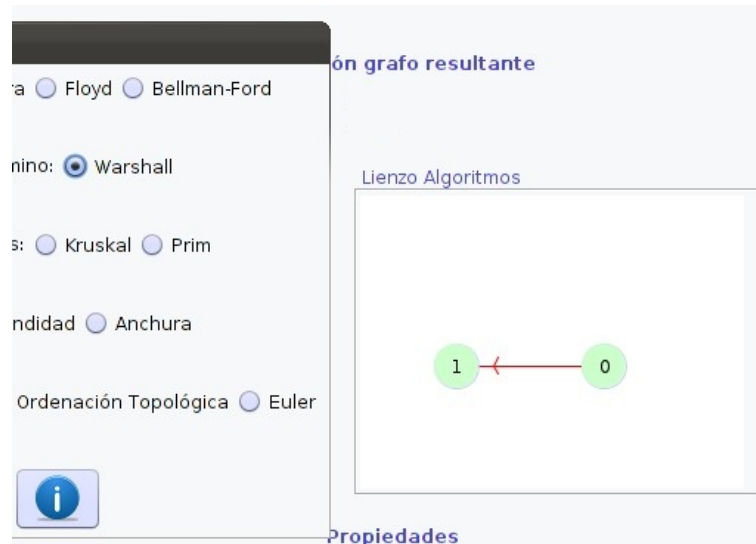 ón grafo resultante
ra Floyd Bellman-Ford
mino: Warshall
Lienzo Algoritmos
s: Kruskal Prim
ndidad Anchura
1 0
Ordenación Topológica Euler
i
Propiedades